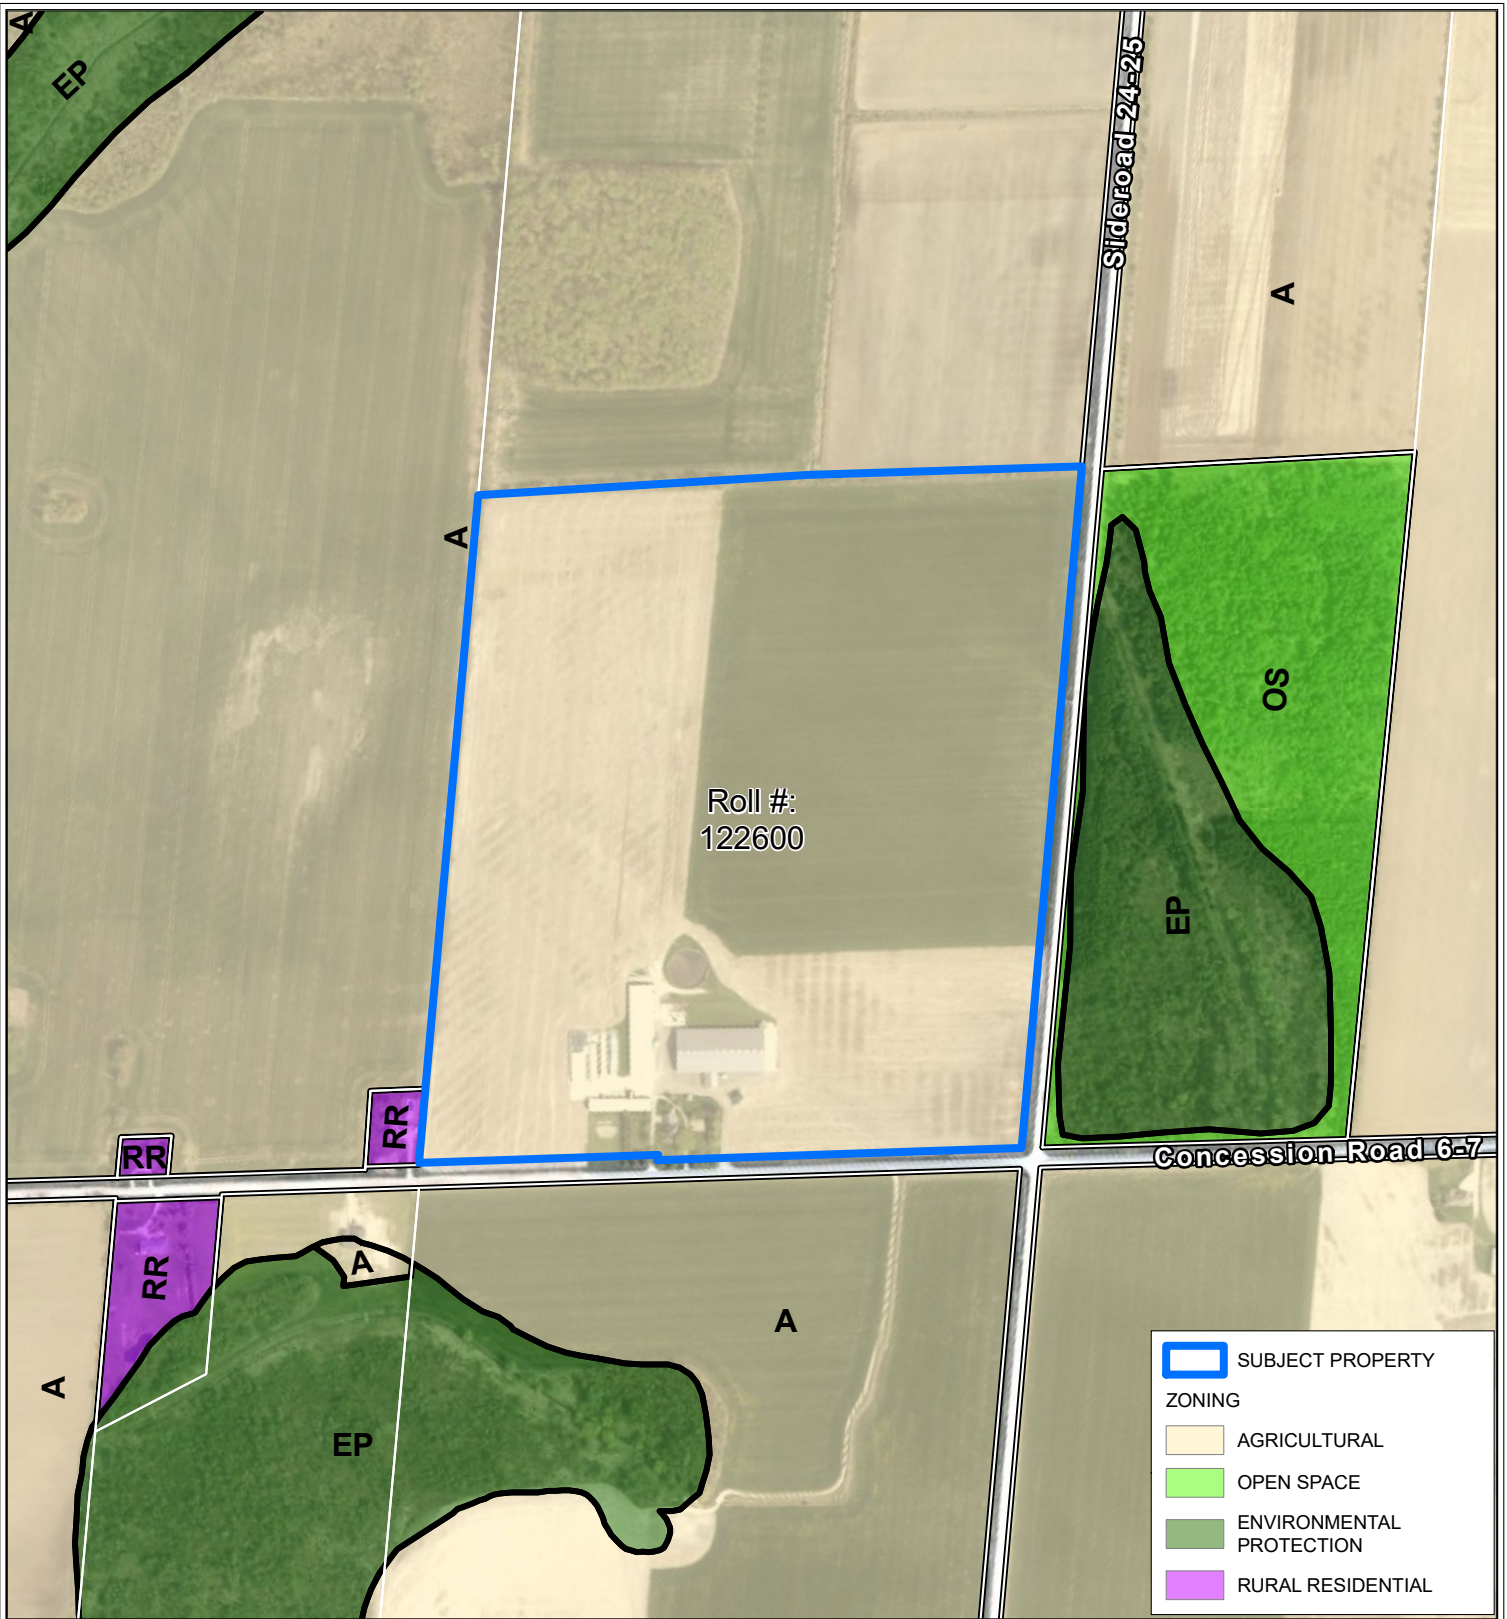 A
EP
Sideroad 24-25
A
A
OS
Roll #:
122600
EP
RR
RR
Concession Road 6-7
RR
A
A
A
EP
SUBJECT PROPERTY
ZONING
AGRICULTURAL
OPEN SPACE
ENVIRONMENTAL
PROTECTION
RURAL RESIDENTIAL